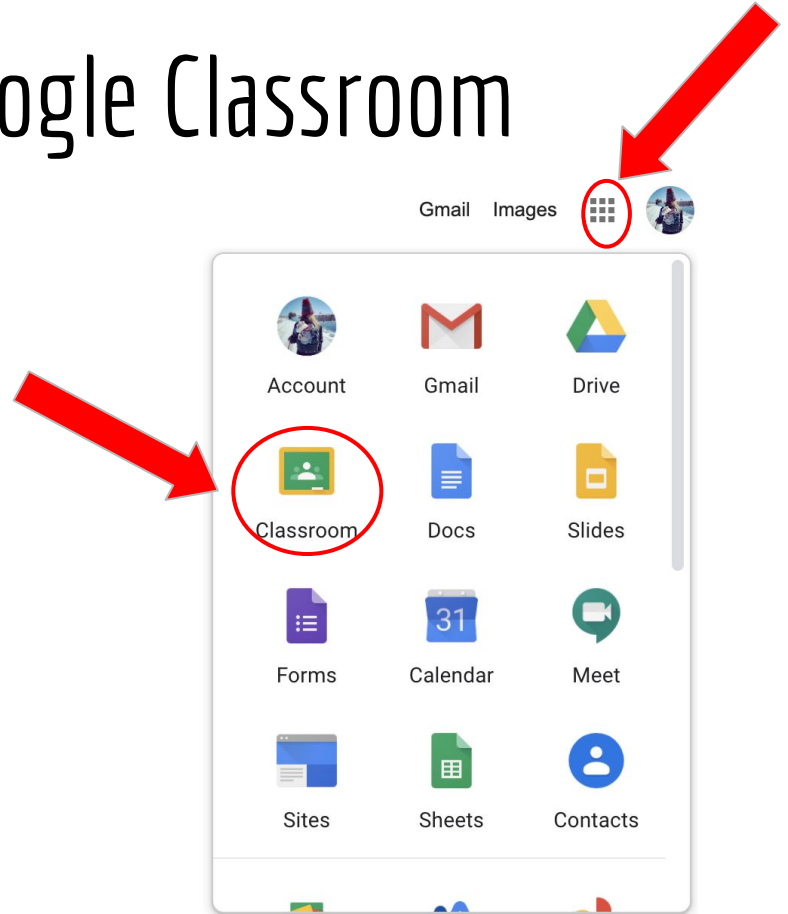 ogle Classroom
Gmail Images
Account Gmail Drive
Classroom Docs Slides
31
Forms Calendar Meet
Sites Sheets Contacts